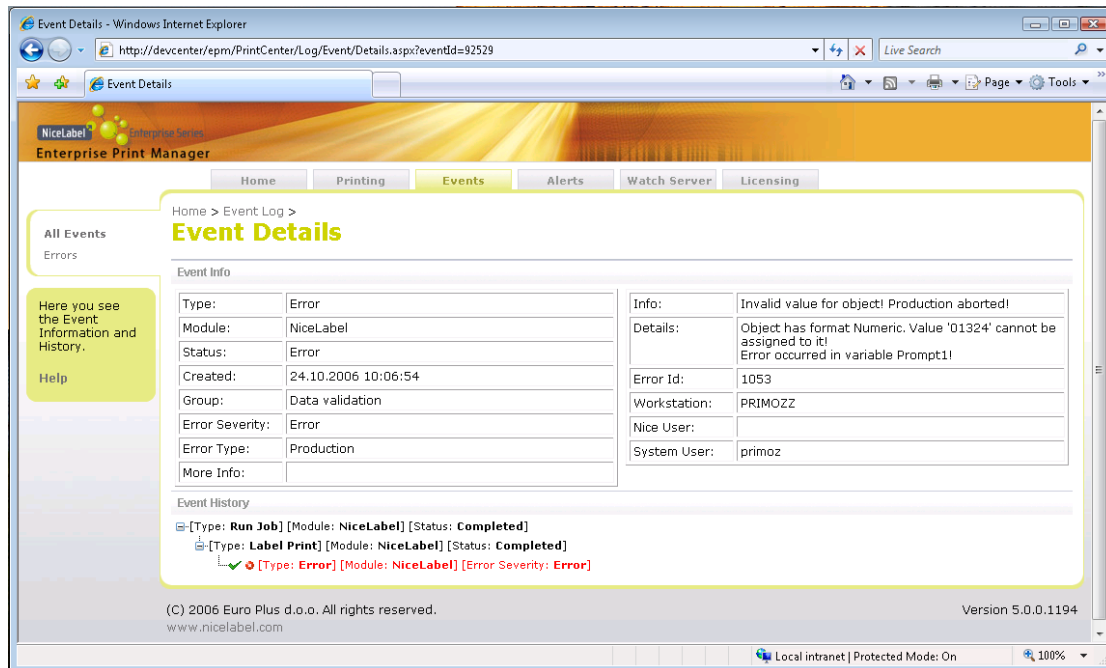 Event Details - Windows Internet Explorer
http://devcenter/epm/PrintCenter/Log/Event/Details.aspx?eventId=92529
Live Search
Event Details
Page
Tools
NiceLabel Enterprise Series
Enterprise Print Manager
Home Printing Events Alerts Watch Server Licensing
All Events
Errors
Here you see
the Event
Information and
History.
Help
Home > Event Log >
Event Details
Event Info
Type: Error
Module: NiceLabel
Status: Error
Created: 24.10.2006 10:06:54
Group: Data validation
Error Severity: Error
Error Type: Production
More Info:
Info: Invalid value for object! Production aborted!
Details: Object has format Numeric. Value '01324' cannot be
assigned to it!
Error occurred in variable Prompt1!
Error Id: 1053
Workstation: PRIMOZZ
Nice User:
System User: primoz
Event History
[Type: Run Job] [Module: NiceLabel] [Status: Completed]
[Type: Label Print] [Module: NiceLabel] [Status: Completed]
[Type: Error] [Module: NiceLabel] [Error Severity: Error]
(C) 2006 Euro Plus d.o.o. All rights reserved.
www.nicelabel.com
Version 5.0.0.1194
Local intranet | Protected Mode: On
100%